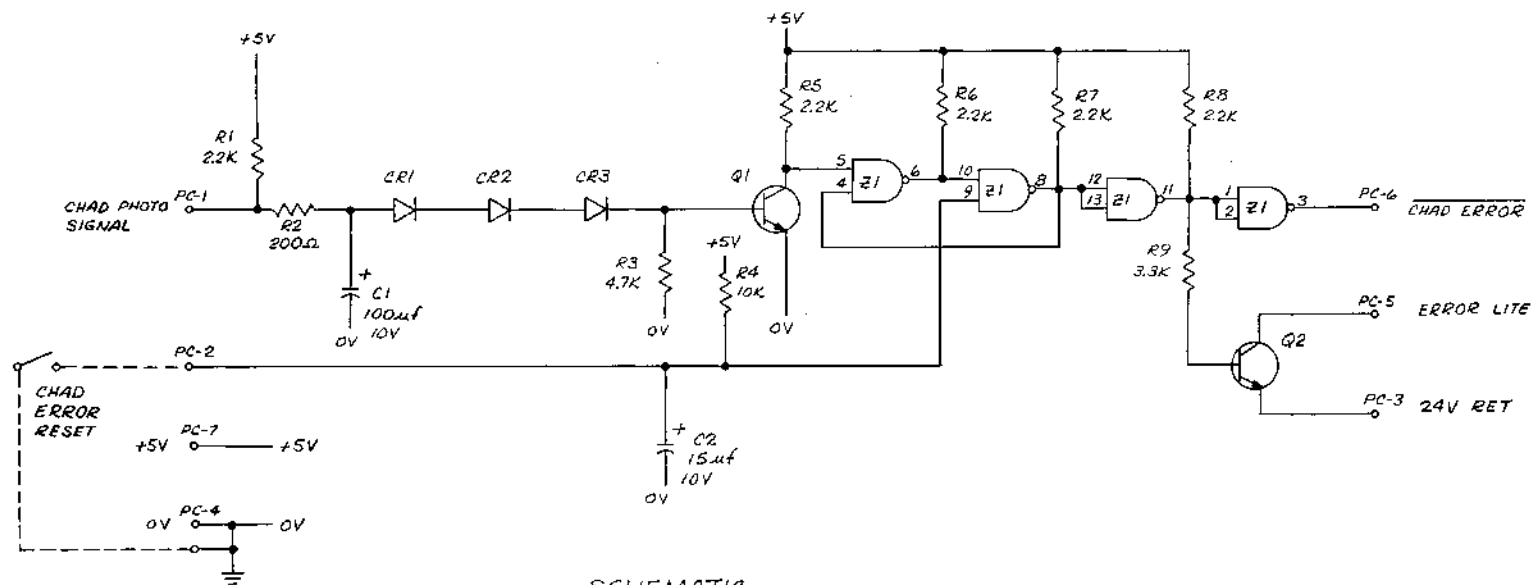 +5V
R1
2.2K
CHAD PHOTO
SIGNAL
PC-1
R2
200Ω
+
C1
100uf
10V
0V
CR1
CR2
CR3
R3
4.7K
0V
+5V
R4
10K
Q1
0V
+5V
R5
2.2K
R6
2.2K
R7
2.2K
R8
2.2K
5
4
Z1
6
10
9
Z1
8
12
13
Z1
11
1
2
Z1
3
PC-6
CHAD ERROR
R9
3.3K
Q2
PC-5
ERROR LITE
PC-3
24V RET
PC-2
CHAD
ERROR
RESET
+
C2
15uf
10V
0V
+5V
PC-7
+5V
0V
PC-4
0V
SCHEMATIC